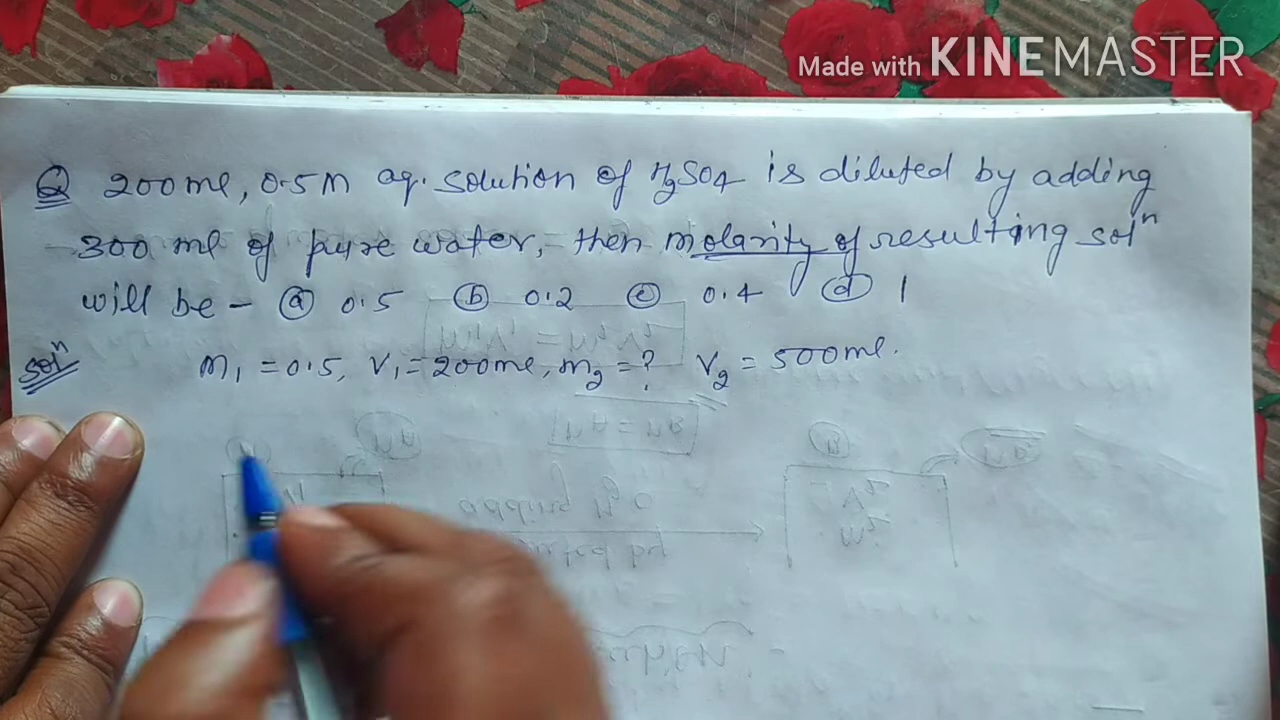 Made with KINEMASTER
Q 200ml, 0.5M aq. solution of H2SO4 is diluted by adding
300 ml of pure water, then molarity of resulting solⁿ
will be - ⓐ 0.5 ⓑ 0.2 ⓒ 0.4 ⓓ 1
Solⁿ M₁ = 0.5, V₁ = 200ml, M₂ = ? V₂ = 500ml.